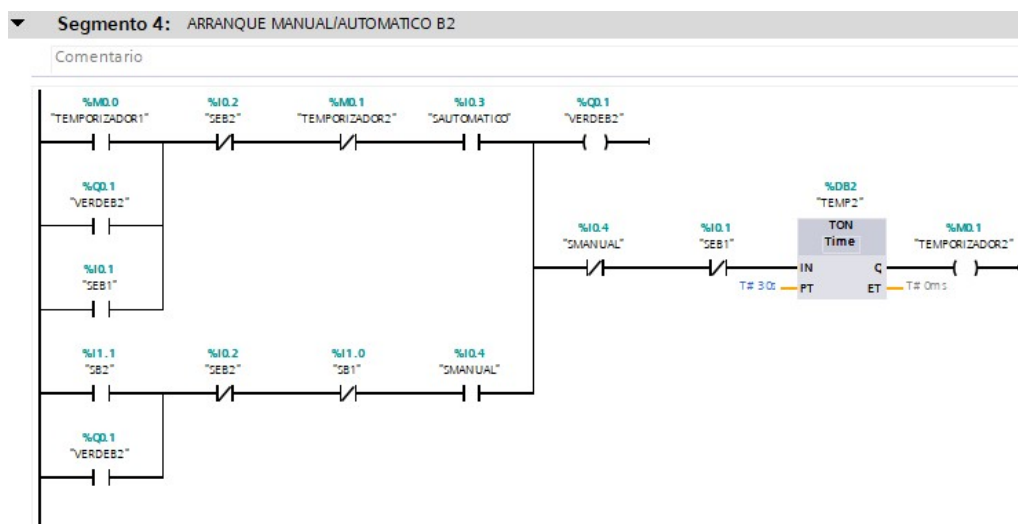 Segmento 4: ARRANQUE MANUAL/AUTOMATICO B2
Comentario
%M0.0 %I0.2 %M0.1 %I0.3 %Q0.1
"TEMPORIZADOR1" "SEB2" "TEMPORIZADOR2" "SAUTOMATICO" "VERDEB2"
%Q0.1
"VERDEB2"
%DB2
"TEMP2"
%I0.4 %I0.1 TON %M0.1
"SMANUAL" "SEB1" Time "TEMPORIZADOR2"
%I0.1
"SEB1"
IN Q
T# 30s PT ET T# 0ms
%I1.1 %I0.2 %I1.0 %I0.4
"SB2" "SEB2" "SB1" "SMANUAL"
%Q0.1
"VERDEB2"